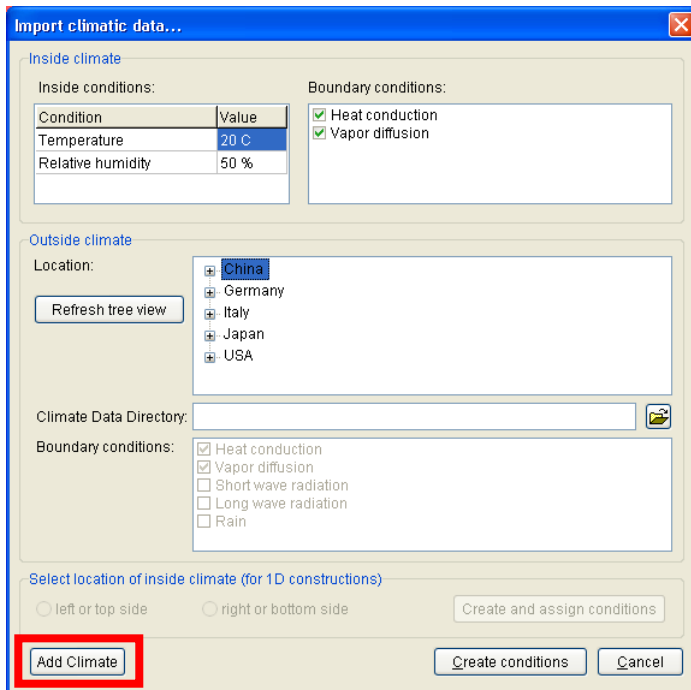 Import climatic data...
Inside climate
Inside conditions:
Boundary conditions:
Condition Value
Temperature 20 C
Relative humidity 50 %
Heat conduction
Vapor diffusion
Outside climate
Location:
Refresh tree view
China
Germany
Italy
Japan
USA
Climate Data Directory:
Boundary conditions:
Heat conduction
Vapor diffusion
Short wave radiation
Long wave radiation
Rain
Select location of inside climate (for 1D constructions)
left or top side right or bottom side Create and assign conditions
Add Climate Create conditions Cancel